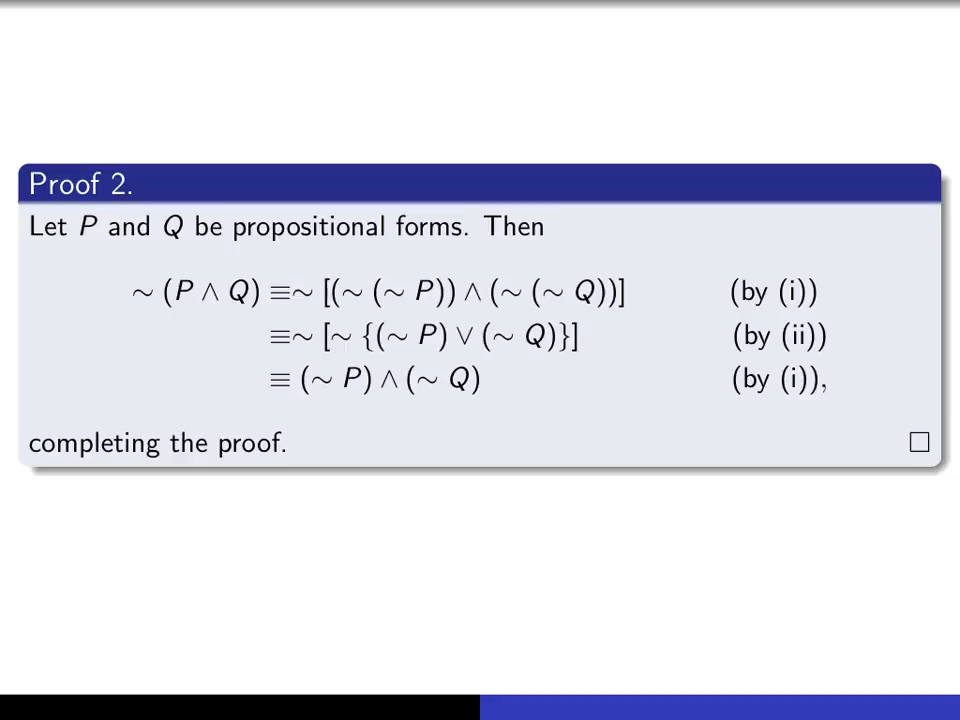 Proof 2.
Let P and Q be propositional forms. Then
∼ (P ∧ Q) ≡∼ [(∼ (∼ P)) ∧ (∼ (∼ Q))] (by (i))
≡∼ [∼ {(∼ P) ∨ (∼ Q)}] (by (ii))
≡ (∼ P) ∧ (∼ Q) (by (i)),
completing the proof. □